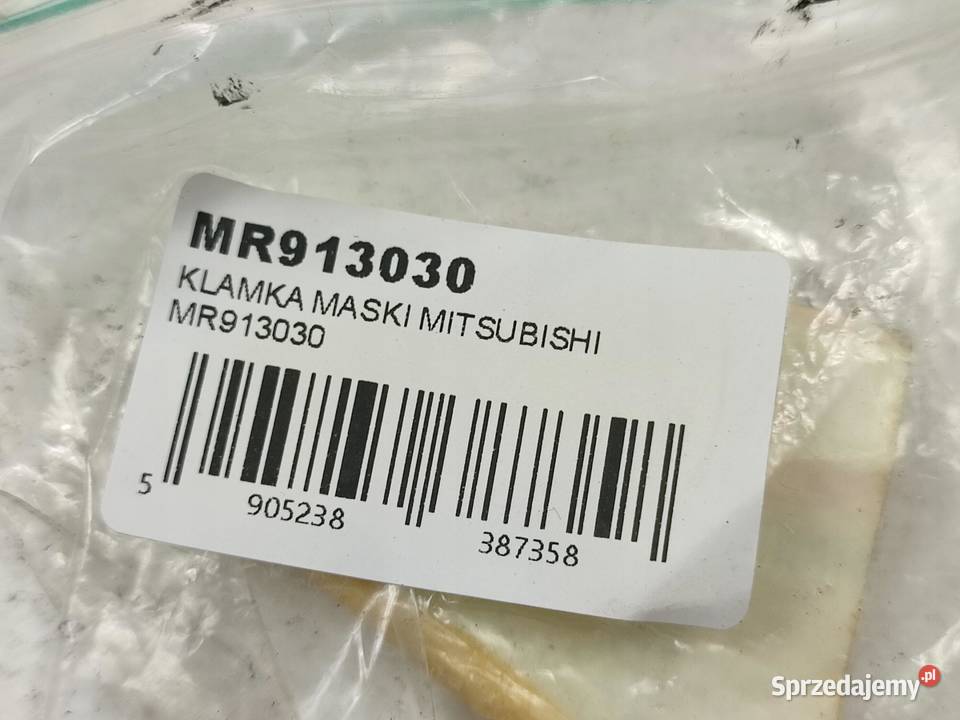 MR913030
KLAMKA MASKI MITSUBISHI
MR913030
5 905238 387358
Sprzedajemy.pl